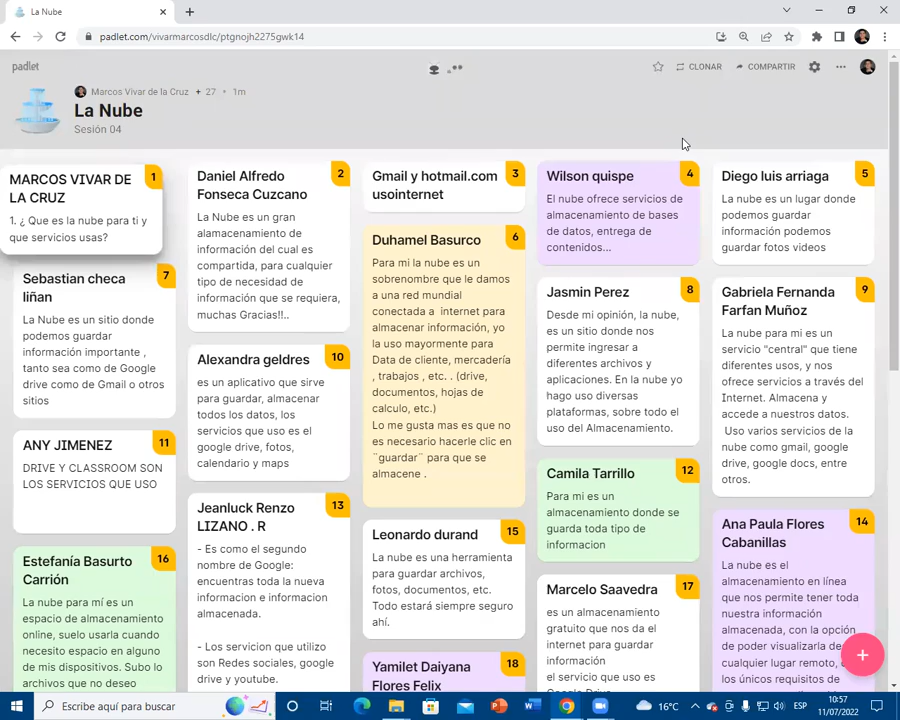 La Nube
padlet.com/vivarmarcosdlc/ptgnojh2275gwk14
padlet
CLONAR
COMPARTIR
Marcos Vivar de la Cruz + 27 • 1m
La Nube
Sesión 04
1
MARCOS VIVAR DE
LA CRUZ
1. ¿ Que es la nube para ti y
que servicios usas?
2
Daniel Alfredo
Fonseca Cuzcano
La Nube es un gran
alamacenamiento de
información del cual es
compartida, para cualquier
tipo de necesidad de
información que se requiera,
muchas Gracias!!..
3
Gmail y hotmail.com
usointernet
4
Wilson quispe
El nube ofrece servicios de
almacenamiento de bases
de datos, entrega de
contenidos...
5
Diego luis arriaga
La nube es un lugar donde
podemos guardar
información podemos
guardar fotos videos
6
Duhamel Basurco
Para mi la nube es un
sobrenombre que le damos
a una red mundial
conectada a internet para
almacenar información, yo
la uso mayormente para
Data de cliente, mercadería
, trabajos , etc. . (drive,
documentos, hojas de
calculo, etc.)
Lo me gusta mas es que no
es necesario hacerle clic en
¨guardar¨ para que se
almacene .
7
Sebastian checa
liñan
La Nube es un sitio donde
podemos guardar
información importante ,
tanto sea como de Google
drive como de Gmail o otros
sitios
8
Jasmin Perez
Desde mi opinión, la nube,
es un sitio donde nos
permite ingresar a
diferentes archivos y
aplicaciones. En la nube yo
hago uso diversas
plataformas, sobre todo el
uso del Almacenamiento.
9
Gabriela Fernanda
Farfan Muñoz
La nube para mi es un
servicio "central" que tiene
diferentes usos, y nos
ofrece servicios a través del
Internet. Almacena y
accede a nuestros datos.
Uso varios servicios de la
nube como gmail, google
drive, google docs, entre
otros.
10
Alexandra geldres
es un aplicativo que sirve
para guardar, almacenar
todos los datos, los
servicios que uso es el
google drive, fotos,
calendario y maps
11
ANY JIMENEZ
DRIVE Y CLASSROOM SON
LOS SERVICIOS QUE USO
12
Camila Tarrillo
Para mi es un
almacenamiento donde se
guarda toda tipo de
informacion
13
Jeanluck Renzo
LIZANO . R
- Es como el segundo
nombre de Google:
encuentras toda la nueva
informacion e informacion
almacenada.
- Los servicion que utilizo
son Redes sociales, google
drive y youtube.
14
Ana Paula Flores
Cabanillas
La nube es el
almacenamiento en línea
que nos permite tener toda
nuestra información
almacenada, con la opción
de poder visualizarla de
cualquier lugar remoto,
los únicos requisitos de
15
Leonardo durand
La nube es una herramienta
para guardar archivos,
fotos, documentos, etc.
Todo estará siempre seguro
ahí.
16
Estefanía Basurto
Carrión
La nube para mí es un
espacio de almacenamiento
online, suelo usarla cuando
necesito espacio en alguno
de mis dispositivos. Subo lo
archivos que no deseo
17
Marcelo Saavedra
es un almacenamiento
gratuito que nos da el
internet para guardar
información
el servicio que uso es
Google Drive
18
Yamilet Daiyana
Flores Felix
Escribe aquí para buscar
16°C
ESP
10:57
11/07/2022